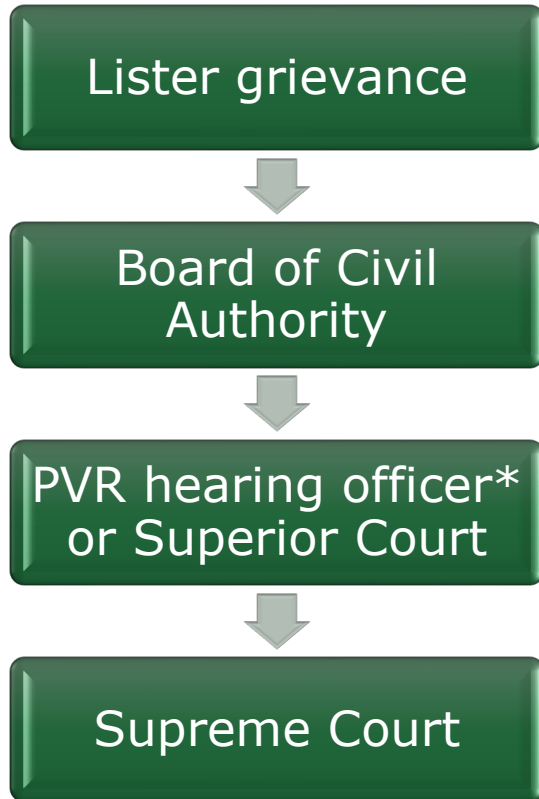 Lister grievance
Board of Civil
Authority
PVR hearing officer*
or Superior Court
Supreme Court